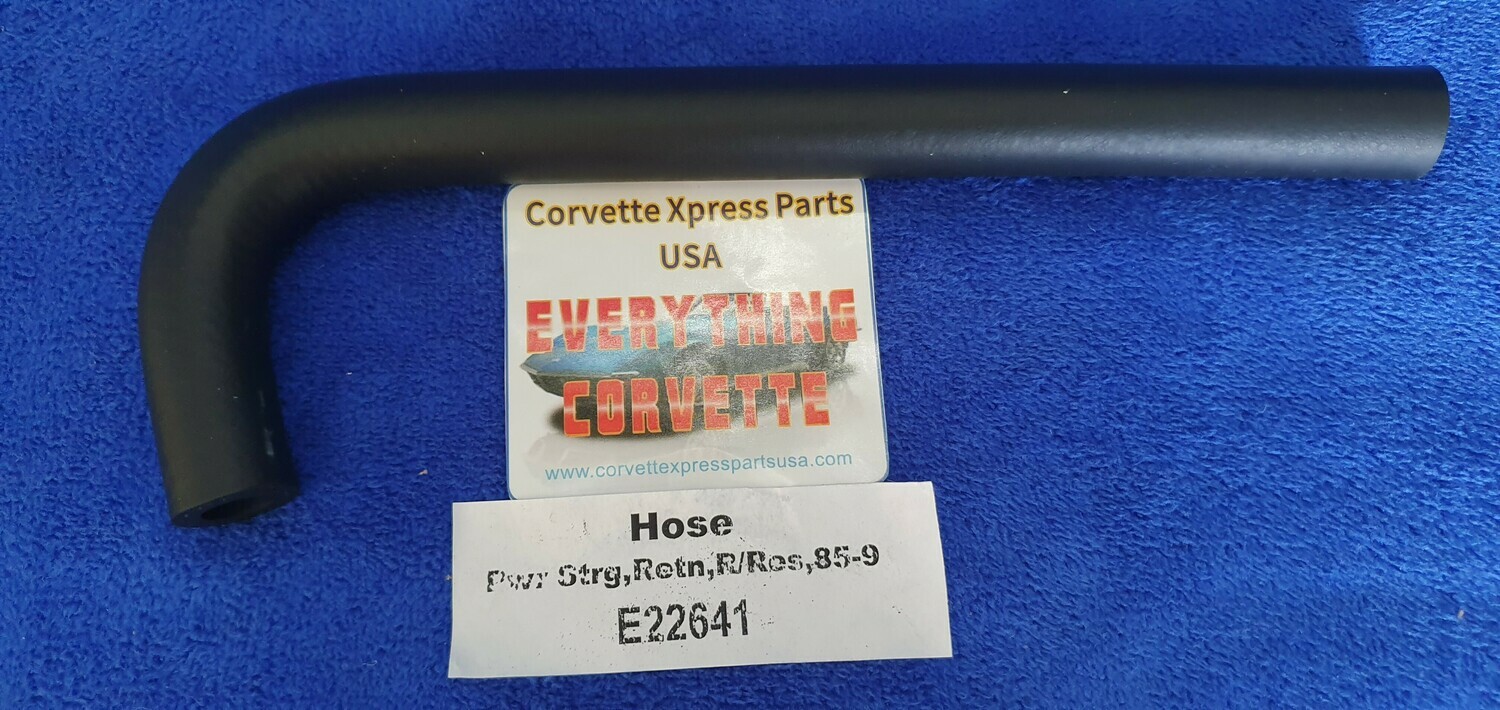 Corvette Xpress Parts
USA
EVERYTHING
CORVETTE
www.corvettexpresspartsusa.com
Hose
Pwr Strg,Retn,R/Res,85-9
E22641